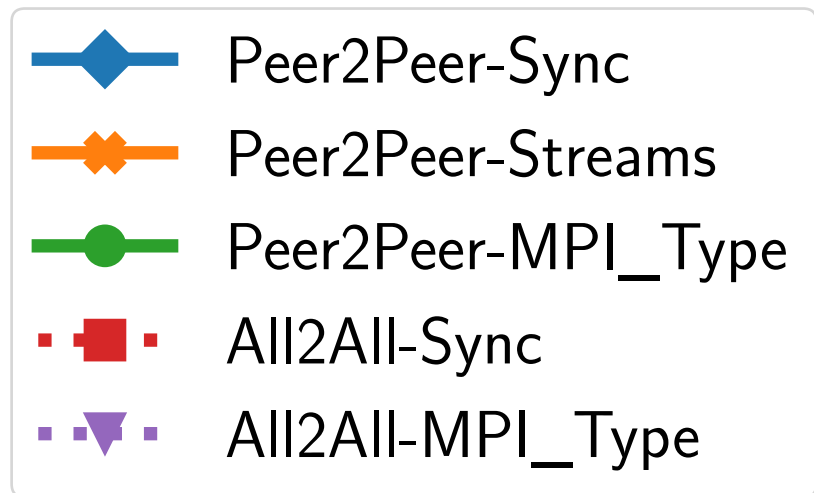 Peer2Peer-Sync
Peer2Peer-Streams
Peer2Peer-MPI_Type
All2All-Sync
All2All-MPI_Type